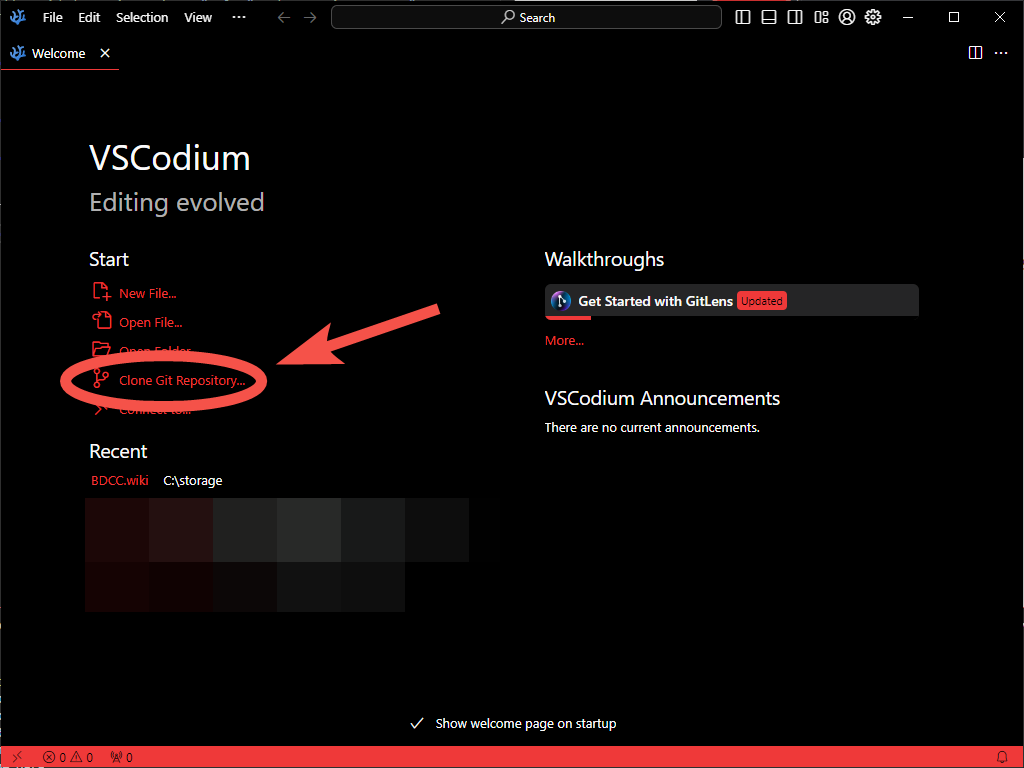 File Edit Selection View ··· Search
Welcome
VSCodium
Editing evolved
Start
New File...
Open File...
Open Folder...
Clone Git Repository...
Connect to...
Recent
BDCC.wiki C:\storage
Walkthroughs
Get Started with GitLens Updated
More...
VSCodium Announcements
There are no current announcements.
Show welcome page on startup
0 0 0